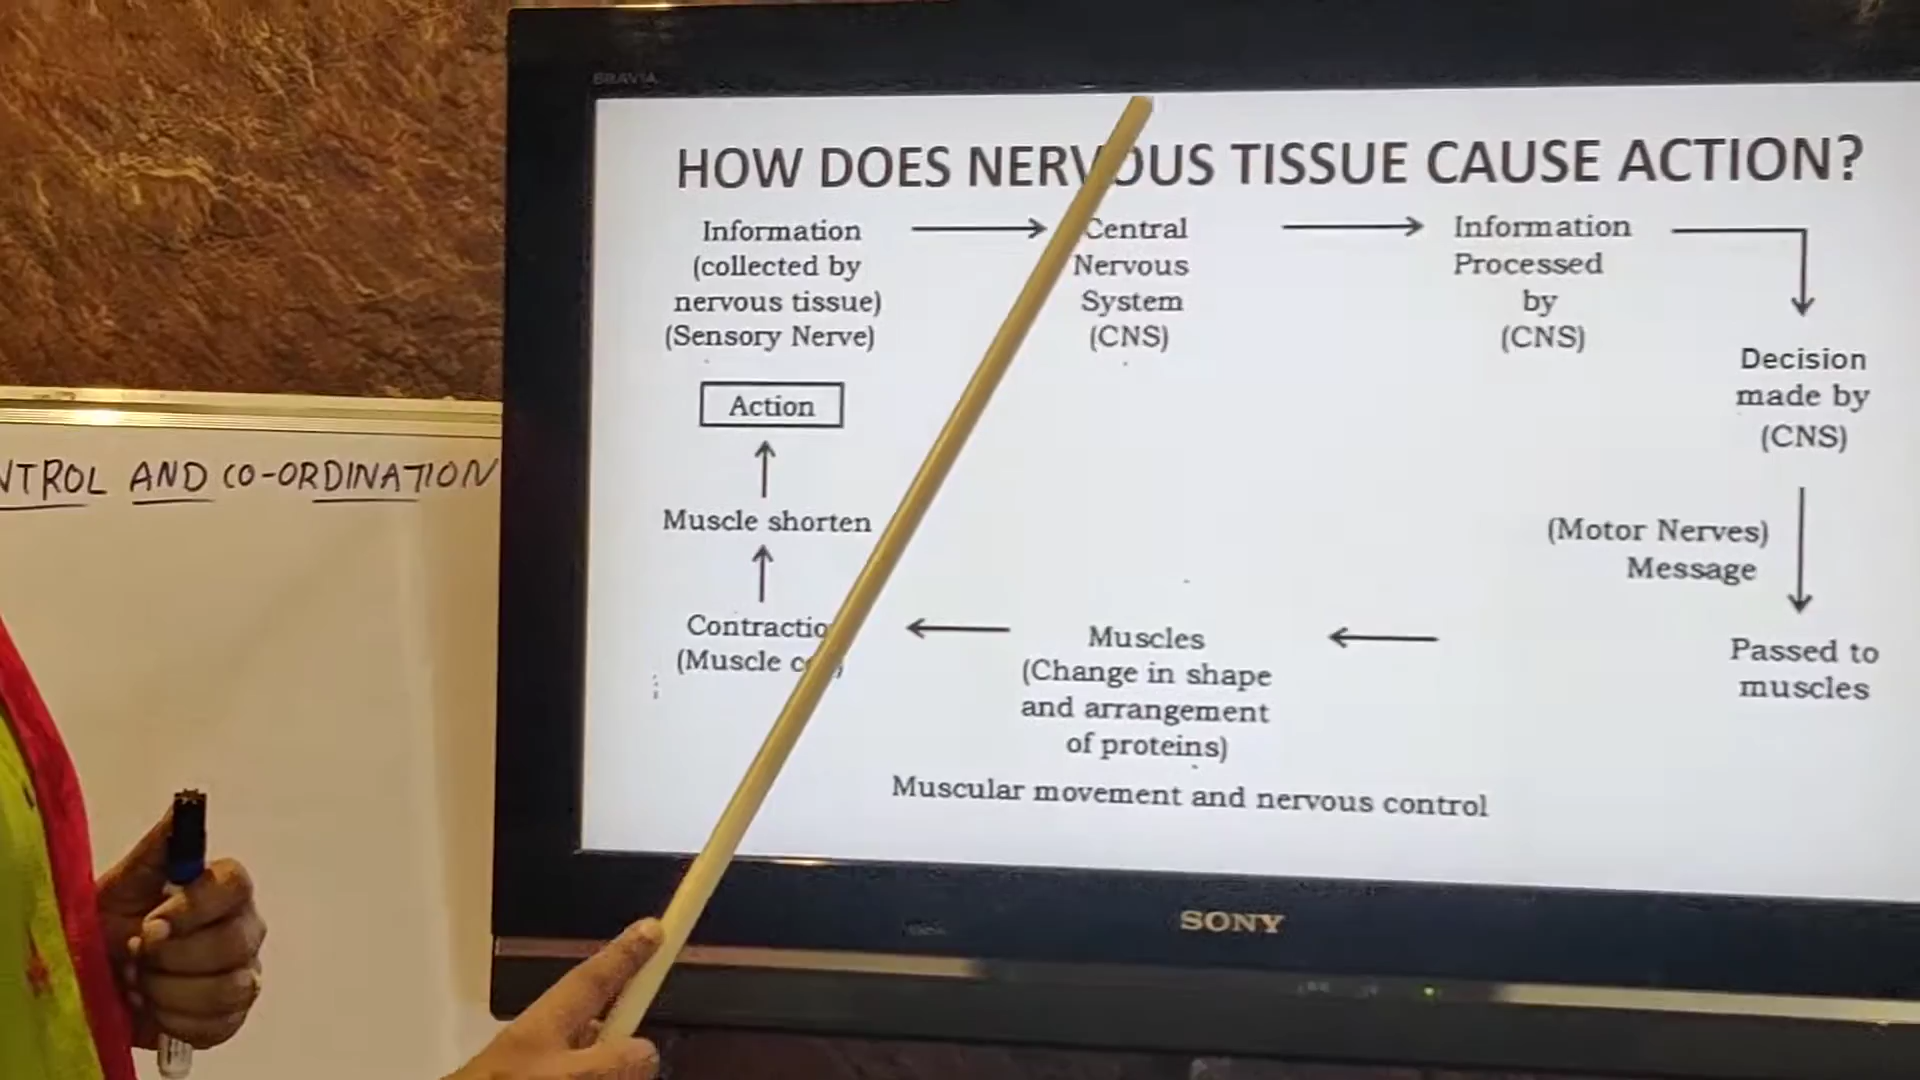 BRAVIA
HOW DOES NERVOUS TISSUE CAUSE ACTION?
Information
(collected by
nervous tissue)
(Sensory Nerve)
Central
Nervous
System
(CNS)
Information
Processed
by
(CNS)
Decision
made by
(CNS)
(Motor Nerves)
Message
Passed to
muscles
Muscles
(Change in shape
and arrangement
of proteins)
Contractio
(Muscle
Muscle shorten
Action
Muscular movement and nervous control
NTROL AND CO-ORDINATION
SONY